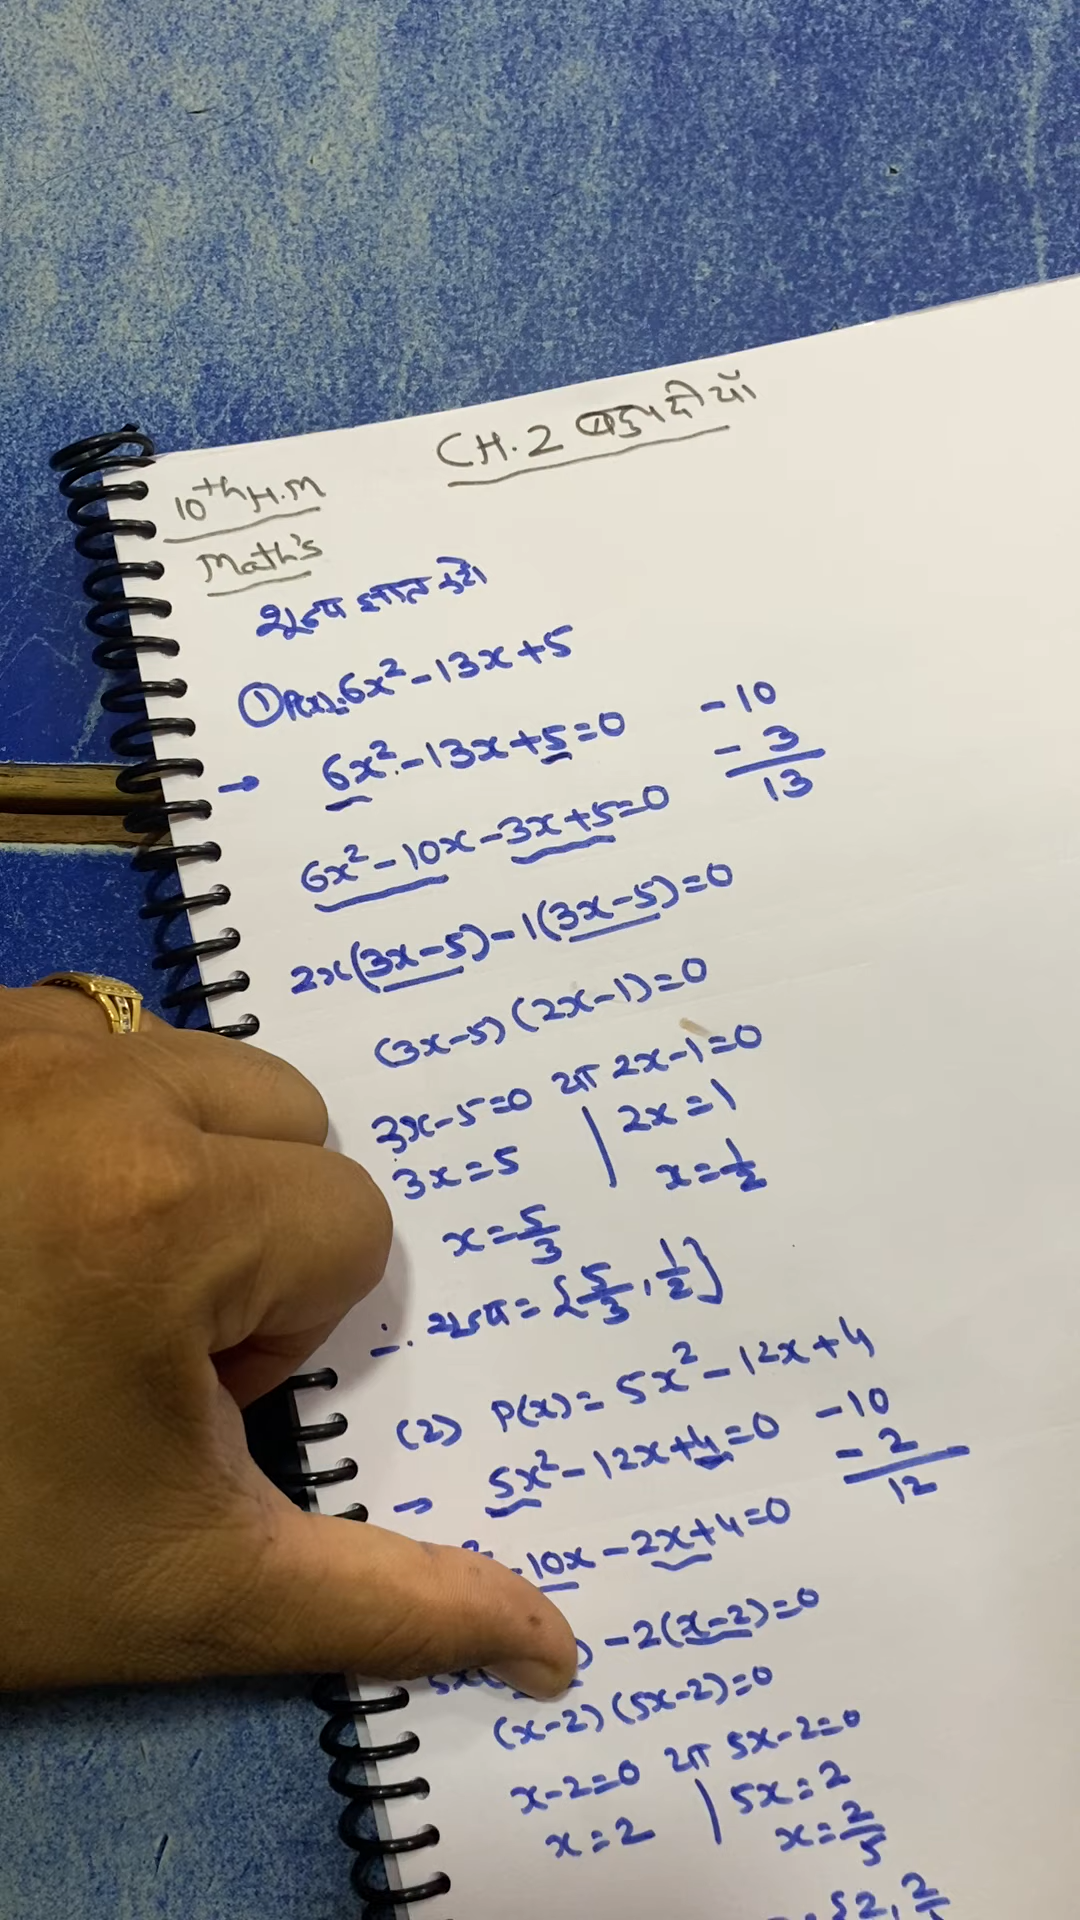 CH.2 बहुपदीयाँ
10th H.M
Math's
शून्य ज्ञात करो
① P(x)=6x²-13x+5
→ 6x²-13x+5=0 -10
- 3
13
6x²-10x-3x+5=0
2x(3x-5)-1(3x-5)=0
(3x-5)(2x-1)=0
3x-5=0 या 2x-1=0
3x=5 | 2x=1
x=5/3 x=1/2
∴ शून्य = {5/3, 1/2}
(2) P(x)= 5x²-12x+4
→ 5x²-12x+4=0 -10
- 2
12
-10x-2x+4=0
5x( ) -2(x-2)=0
(x-2)(5x-2)=0
x-2=0 या 5x-2=0
x=2 | 5x=2
x=2/5
{2, 2/